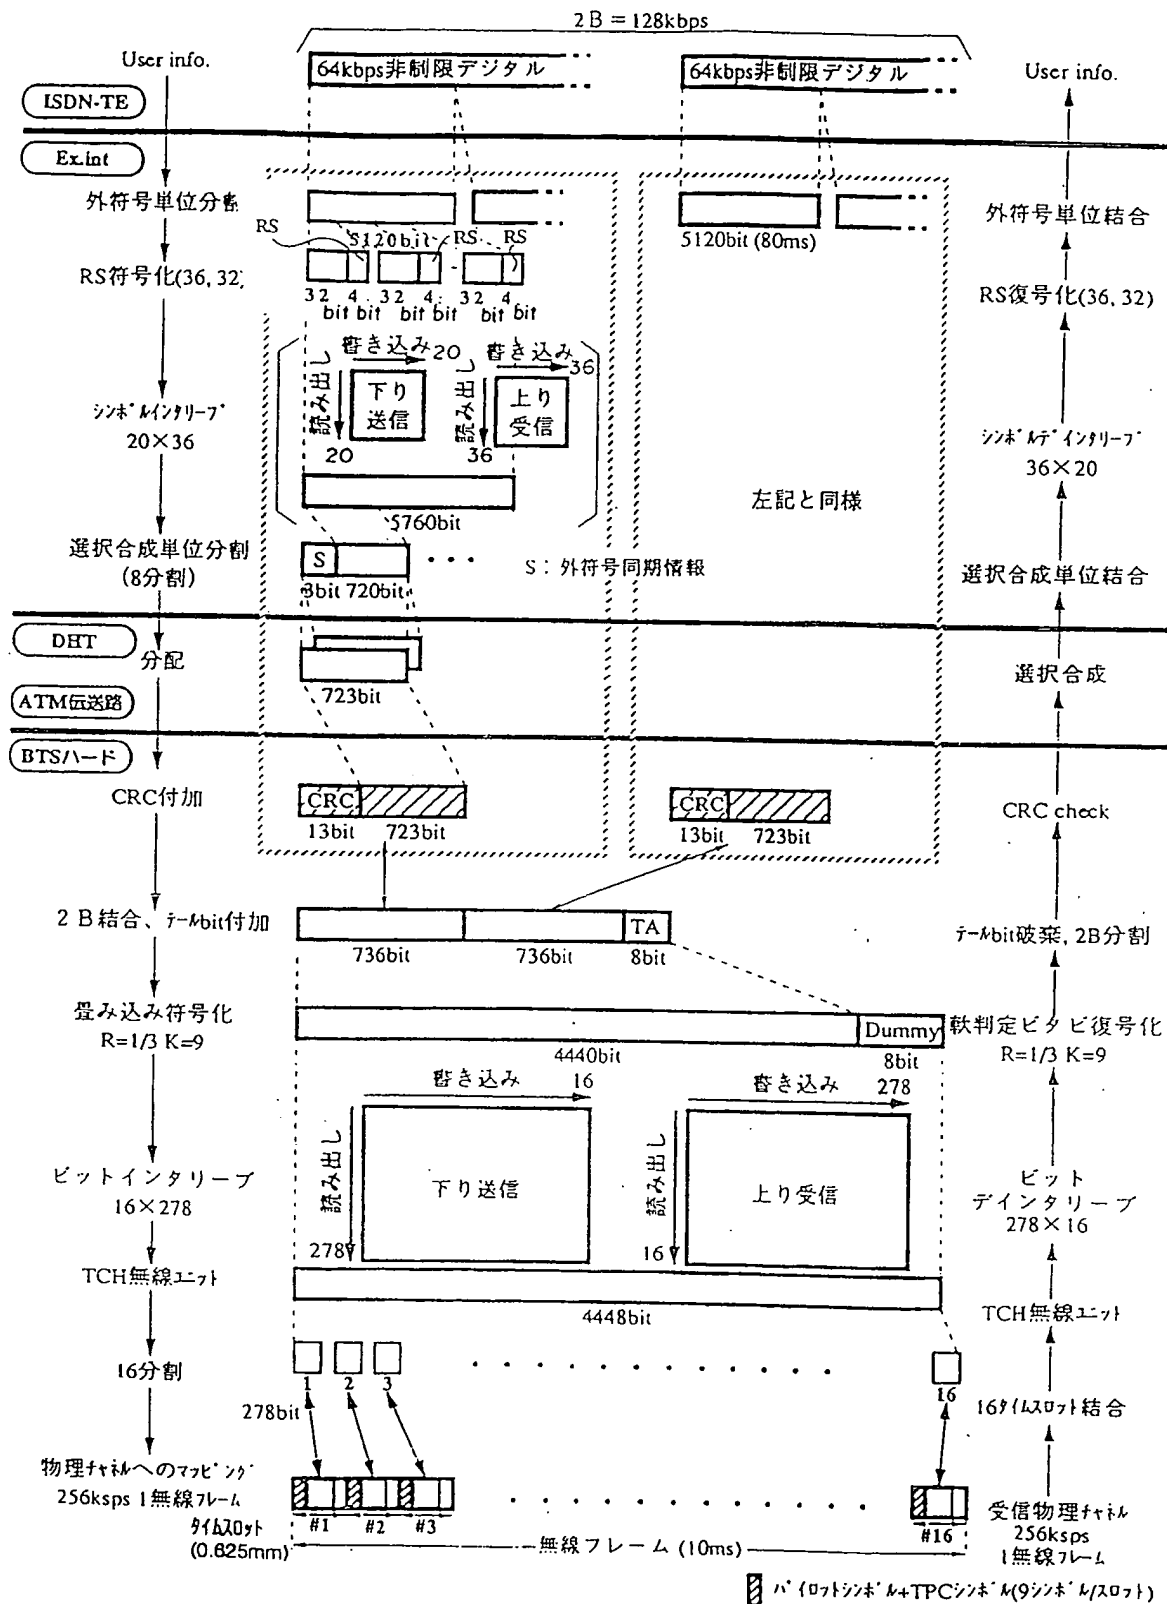 2B=128kbps
User info.
64kbps非制限デジタル
64kbps非制限デジタル
User info.
ISDN-TE
Ex.int
外符号単位分割
外符号単位結合
RS
5120bit
RS
RS
5120bit (80ms)
RS符号化(36, 32)
RS復号化(36, 32)
32bit
4bit
32bit
4bit
32bit
4bit
書き込み
20
書き込み
36
読み出し
下り送信
読み出し
上り受信
20
36
シンボルインタリーブ
20×36
シンボルデインタリーブ
36×20
5760bit
左記と同様
選択合成単位分割
(8分割)
S
3bit
720bit
・・・
S：外符号同期情報
選択合成単位結合
DHT
分配
723bit
選択合成
ATM伝送路
BTSハード
CRC付加
CRC
13bit
723bit
CRC
13bit
723bit
CRC check
2B結合、テールbit付加
TA
テールbit破棄, 2B分割
736bit
736bit
8bit
畳み込み符号化
R=1/3 K=9
Dummy
軟判定ビタビ復号化
R=1/3 K=9
4440bit
8bit
書き込み
16
書き込み
278
読み出し
下り送信
読み出し
上り受信
278
16
ビットインタリーブ
16×278
ビット
デインタリーブ
278×16
TCH無線ユニット
4448bit
TCH無線ユニット
16分割
1
2
3
16
278bit
16タイムスロット結合
物理チャネルへのマッピング
256ksps 1無線フレーム
#1
#2
#3
#16
受信物理チャネル
256ksps
1無線フレーム
タイムスロット
(0.625mm)
無線フレーム (10ms)
パイロットシンボル+TPCシンボル(9シンボル/スロット)